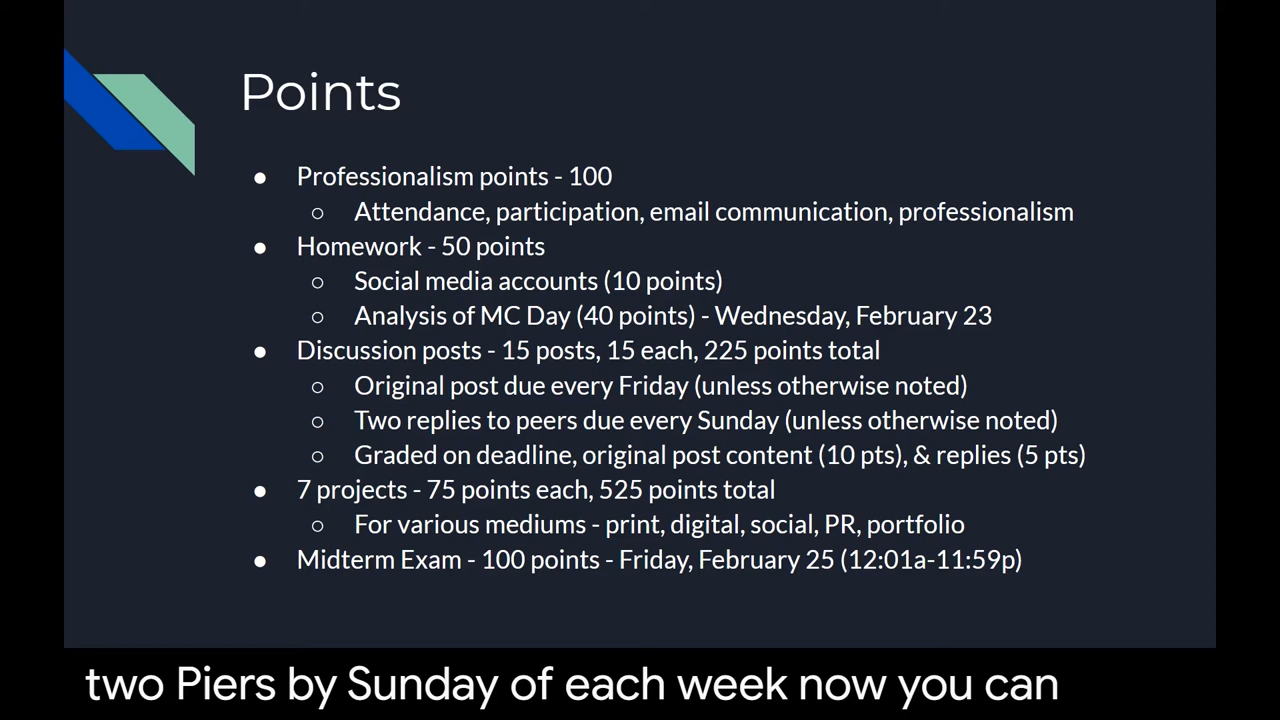 Points
● Professionalism points - 100
○ Attendance, participation, email communication, professionalism
● Homework - 50 points
○ Social media accounts (10 points)
○ Analysis of MC Day (40 points) - Wednesday, February 23
● Discussion posts - 15 posts, 15 each, 225 points total
○ Original post due every Friday (unless otherwise noted)
○ Two replies to peers due every Sunday (unless otherwise noted)
○ Graded on deadline, original post content (10 pts), & replies (5 pts)
● 7 projects - 75 points each, 525 points total
○ For various mediums - print, digital, social, PR, portfolio
● Midterm Exam - 100 points - Friday, February 25 (12:01a-11:59p)
two Piers by Sunday of each week now you can